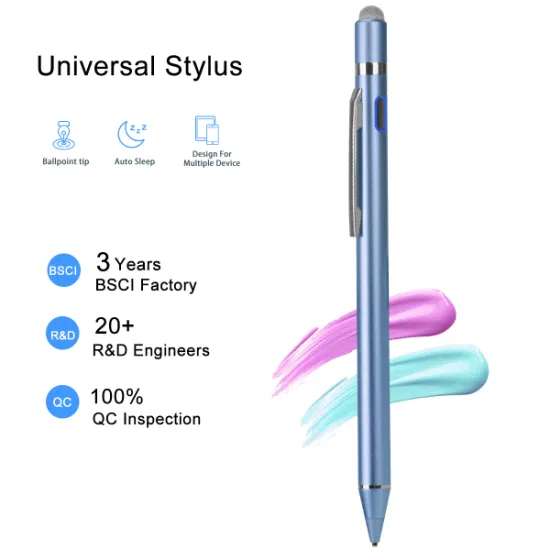 Universal Stylus
zzz
Ballpoint tip
Auto Sleep
Design For
Multiple Device
BSCI
3 Years
BSCI Factory
R&D
20+
R&D Engineers
QC
100%
QC Inspection